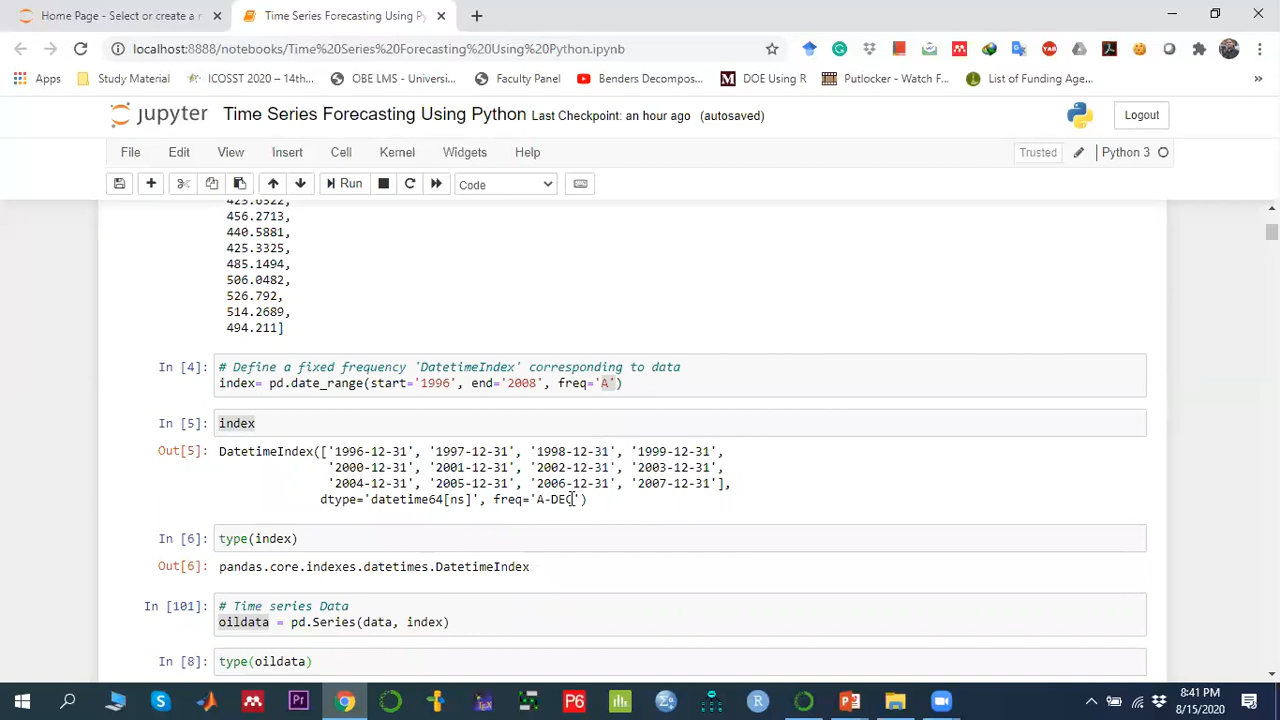 Home Page - Select or create a n
Time Series Forecasting Using Py
localhost:8888/notebooks/Time%20Series%20Forecasting%20Using%20Python.ipynb
Apps
Study Material
ICOSST 2020 – 14th...
OBE LMS - Universi...
Faculty Panel
Benders Decompos...
DOE Using R
Putlocker - Watch F...
List of Funding Age...
»
jupyter Time Series Forecasting Using Python Last Checkpoint: an hour ago (autosaved)
Logout
File Edit View Insert Cell Kernel Widgets Help
Trusted
Python 3
Run
Code
456.2713,
440.5881,
425.3325,
485.1494,
506.0482,
526.792,
514.2689,
494.211]
In [4]: # Define a fixed frequency 'DatetimeIndex' corresponding to data
index= pd.date_range(start='1996', end='2008', freq='A')
In [5]: index
Out[5]: DatetimeIndex(['1996-12-31', '1997-12-31', '1998-12-31', '1999-12-31',
'2000-12-31', '2001-12-31', '2002-12-31', '2003-12-31',
'2004-12-31', '2005-12-31', '2006-12-31', '2007-12-31'],
dtype='datetime64[ns]', freq='A-DEC')
In [6]: type(index)
Out[6]: pandas.core.indexes.datetimes.DatetimeIndex
In [101]: # Time series Data
oildata = pd.Series(data, index)
In [8]: type(oildata)
8:41 PM
8/15/2020